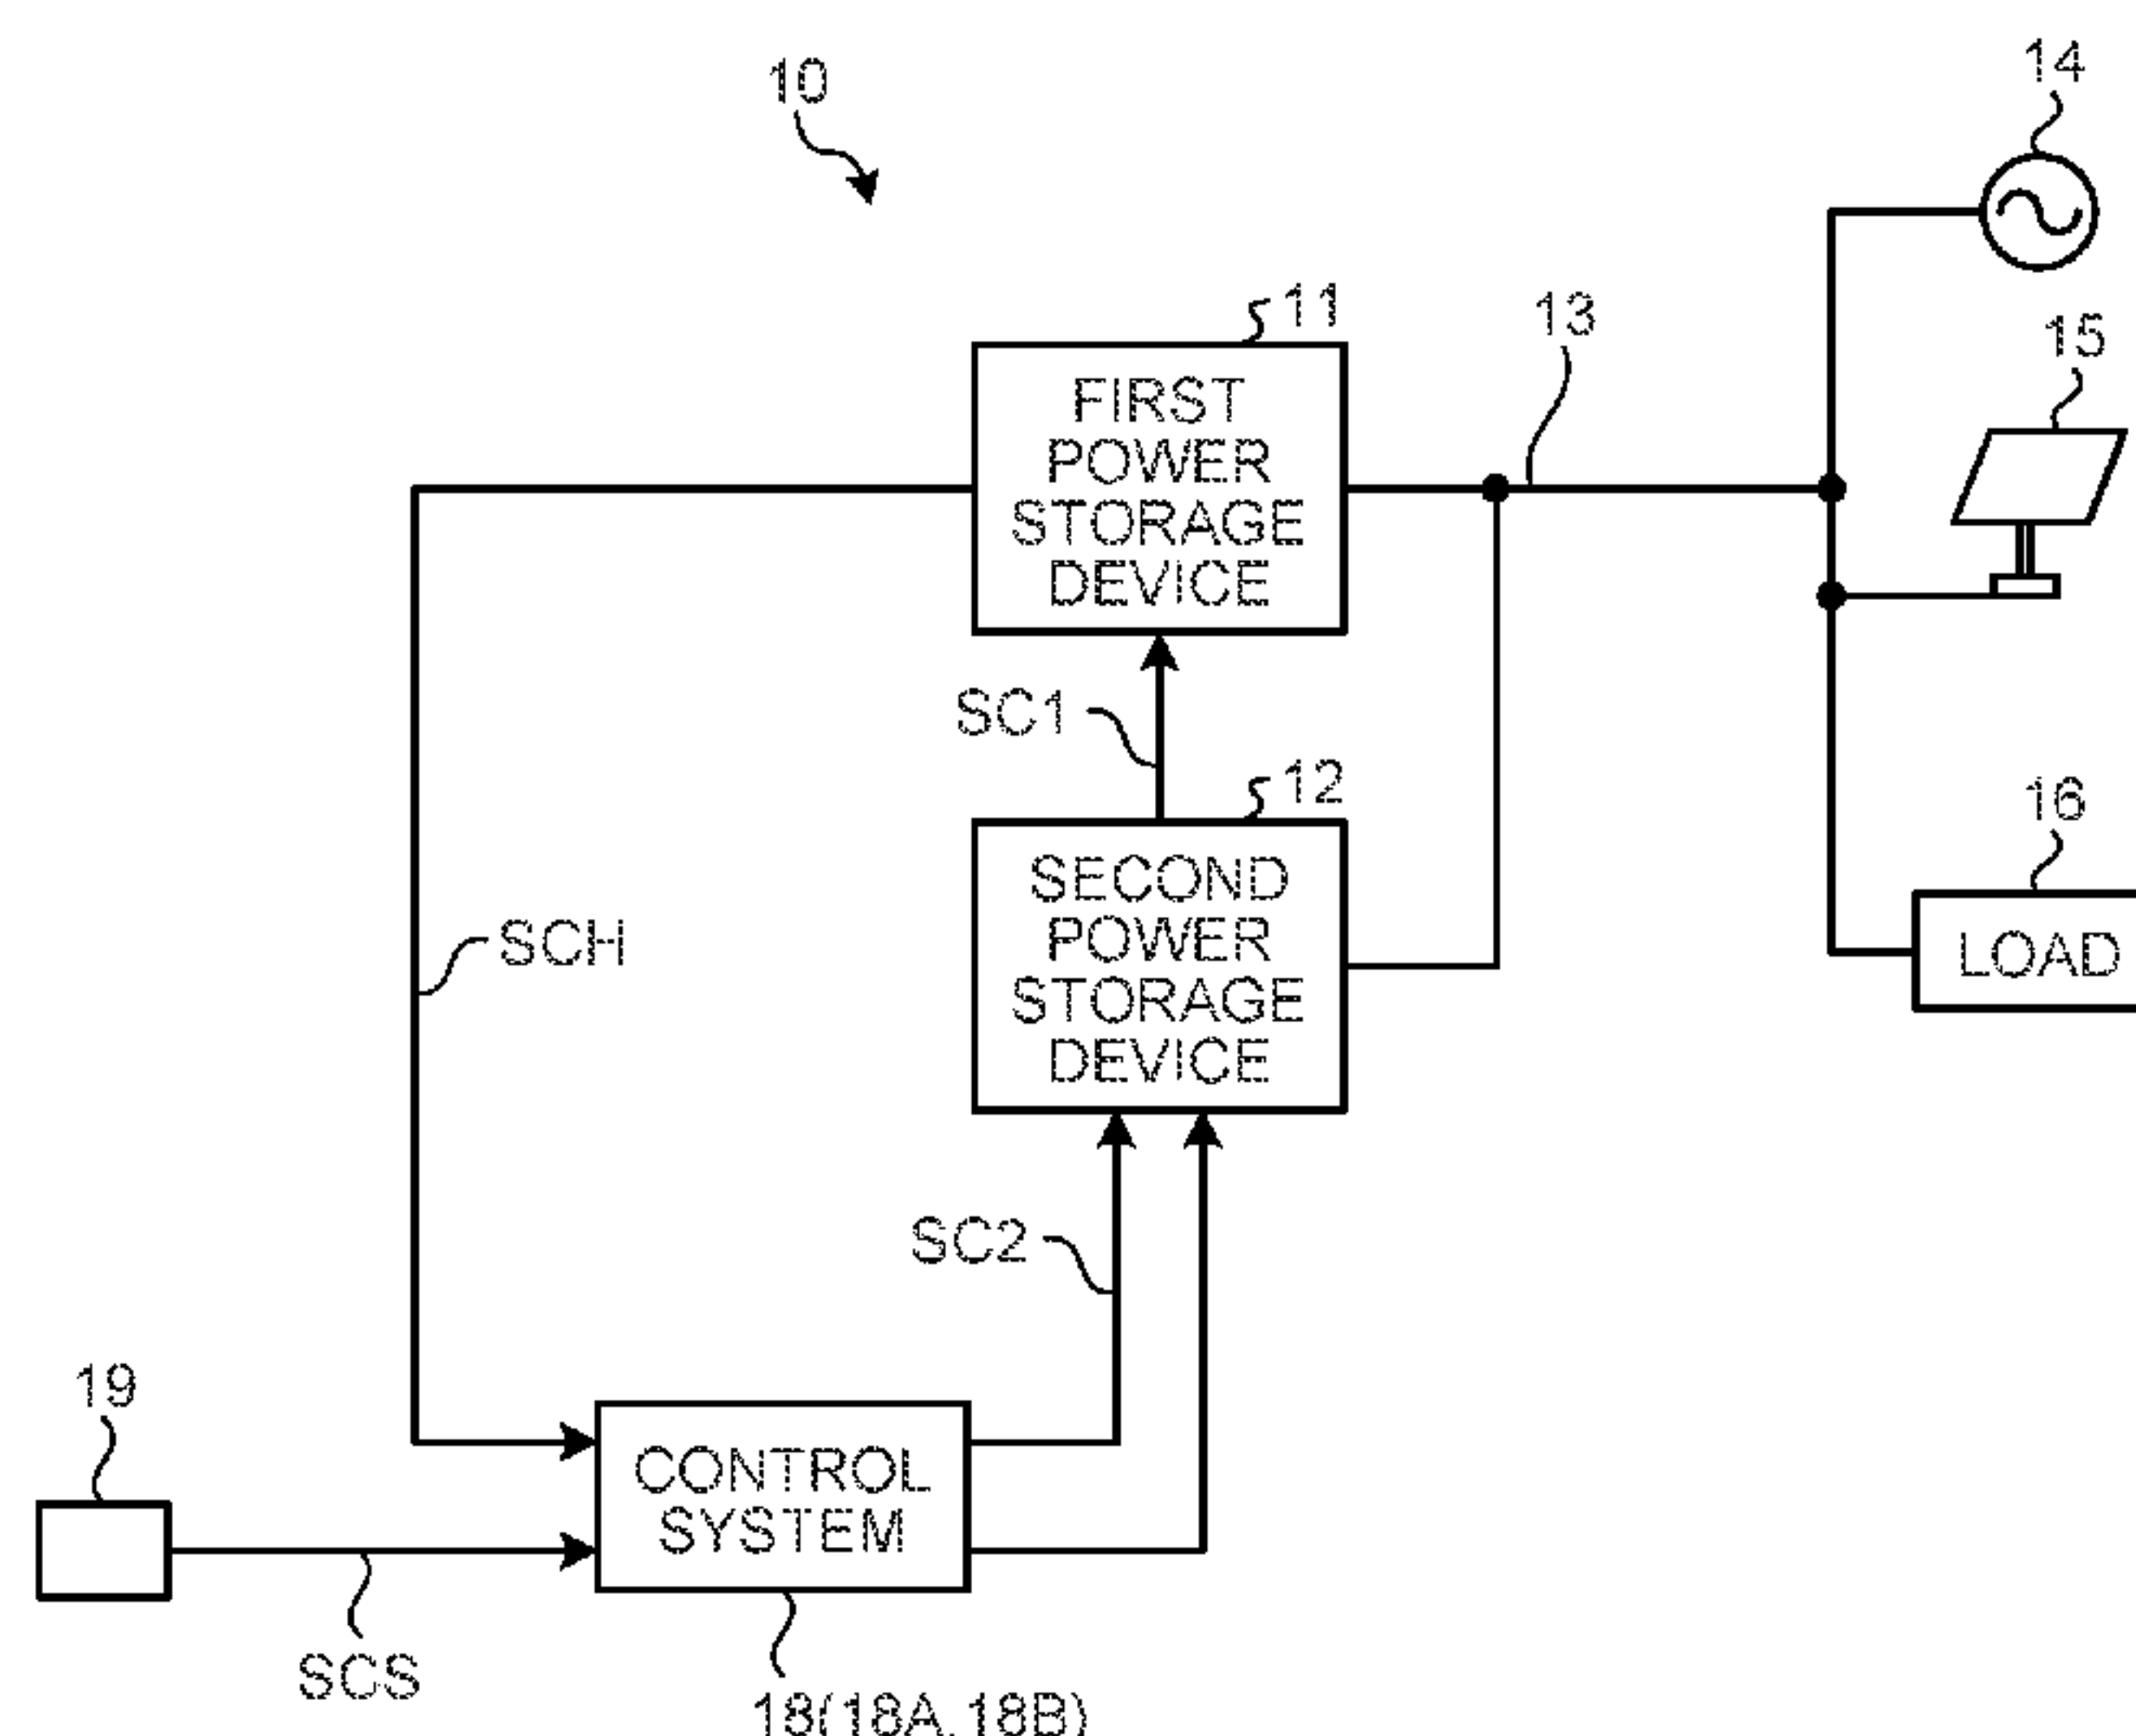 10
14
11
13
15
FIRST
POWER
STORAGE
DEVICE
SC1
12
16
SECOND
POWER
STORAGE
DEVICE
SCH
LOAD
SC2
19
CONTROL
SYSTEM
SCS
18(18A,18B)